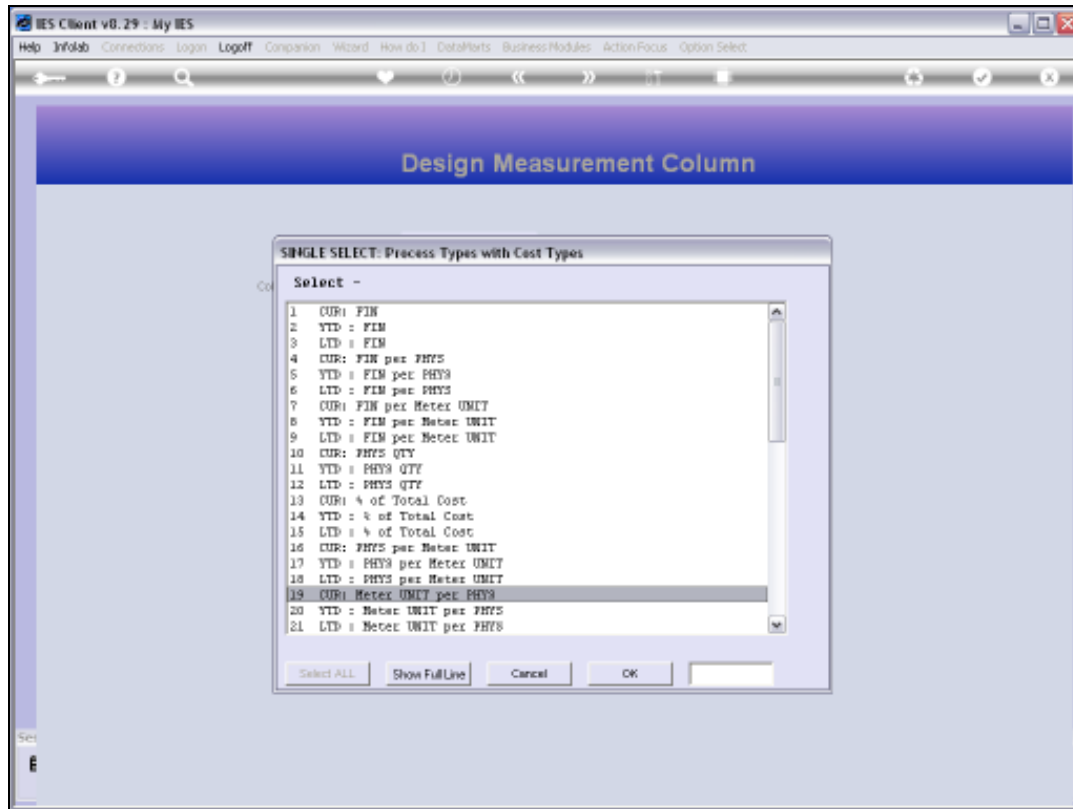 IES Client v8.29 : My IES
Help Infolab Connections Logon Logoff Companion Wizard How do I DataMarts Business Modules Action Focus Option Select
Design Measurement Column
SINGLE SELECT: Process Types with Cost Types
Select -
1 CUR: FIN
2 YTD : FIN
3 LTD : FIN
4 CUR: FIN per PHYS
5 YTD : FIN per PHYS
6 LTD : FIN per PHYS
7 CUR: FIN per Meter UNIT
8 YTD : FIN per Meter UNIT
9 LTD : FIN per Meter UNIT
10 CUR: PHYS QTY
11 YTD : PHYS QTY
12 LTD : PHYS QTY
13 CUR: % of Total Cost
14 YTD : % of Total Cost
15 LTD : % of Total Cost
16 CUR: PHYS per Meter UNIT
17 YTD : PHYS per Meter UNIT
18 LTD : PHYS per Meter UNIT
19 CUR: Meter UNIT per PHYS
20 YTD : Meter UNIT per PHYS
21 LTD : Meter UNIT per PHYS
Select ALL Show Full Line Cancel OK